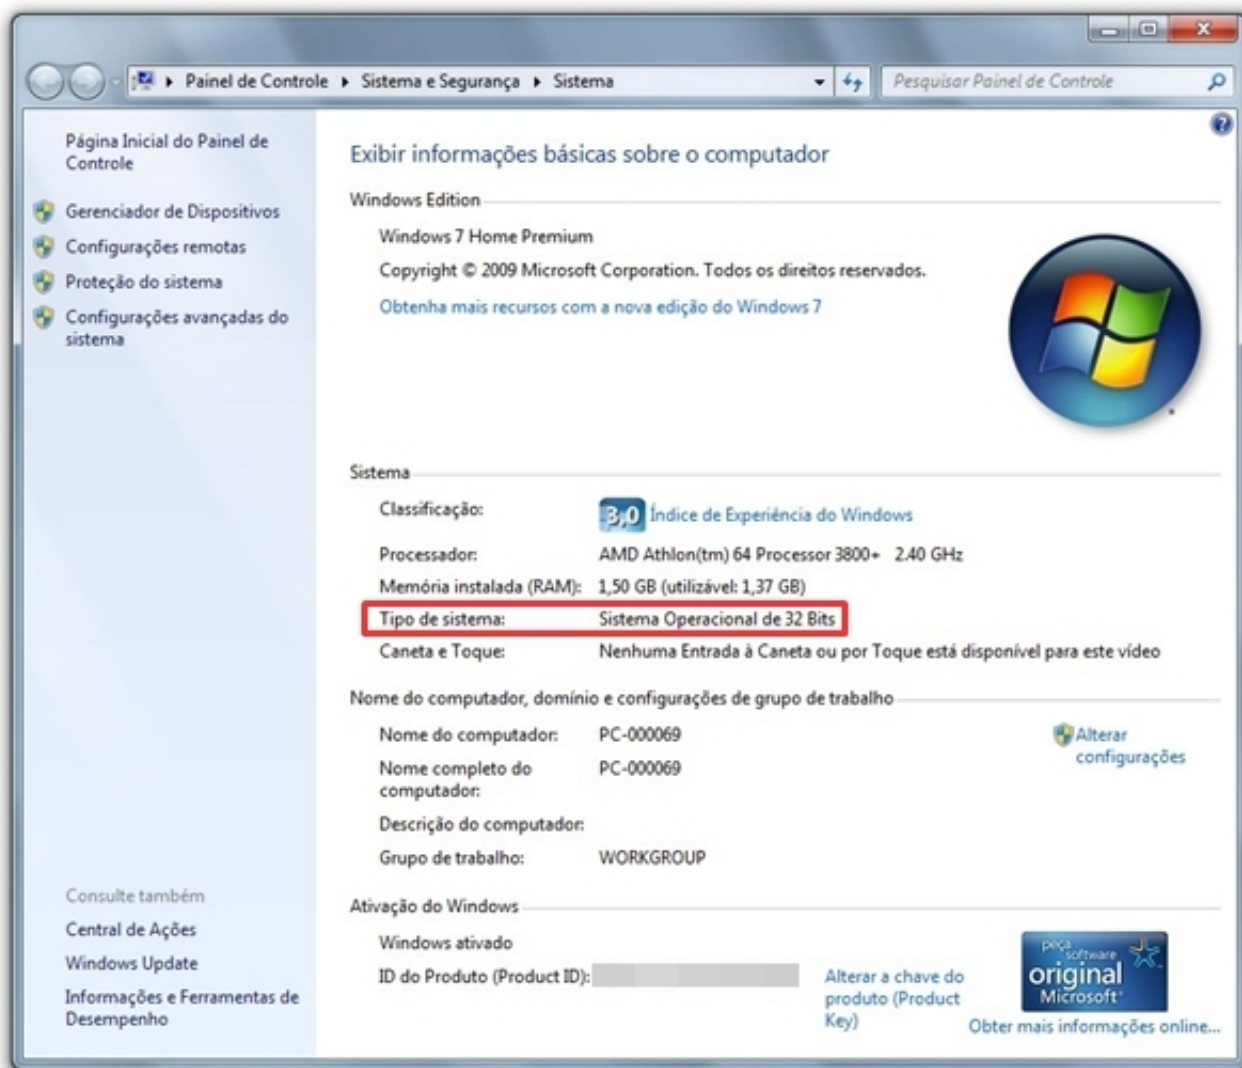 Painel de Controle ▸ Sistema e Segurança ▸ Sistema
Pesquisar Painel de Controle
Página Inicial do Painel de
Controle
Gerenciador de Dispositivos
Configurações remotas
Proteção do sistema
Configurações avançadas do
sistema
Consulte também
Central de Ações
Windows Update
Informações e Ferramentas de
Desempenho
Exibir informações básicas sobre o computador
Windows Edition
Windows 7 Home Premium
Copyright © 2009 Microsoft Corporation. Todos os direitos reservados.
Obtenha mais recursos com a nova edição do Windows 7
Sistema
Classificação: 3,0 Índice de Experiência do Windows
Processador: AMD Athlon(tm) 64 Processor 3800+ 2.40 GHz
Memória instalada (RAM): 1,50 GB (utilizável: 1,37 GB)
Tipo de sistema: Sistema Operacional de 32 Bits
Caneta e Toque: Nenhuma Entrada à Caneta ou por Toque está disponível para este vídeo
Nome do computador, domínio e configurações de grupo de trabalho
Nome do computador: PC-000069
Alterar
configurações
Nome completo do PC-000069
computador:
Descrição do computador:
Grupo de trabalho: WORKGROUP
Ativação do Windows
Windows ativado
ID do Produto (Product ID):
Alterar a chave do
produto (Product
Key)
peça
software
original
Microsoft
Obter mais informações online...